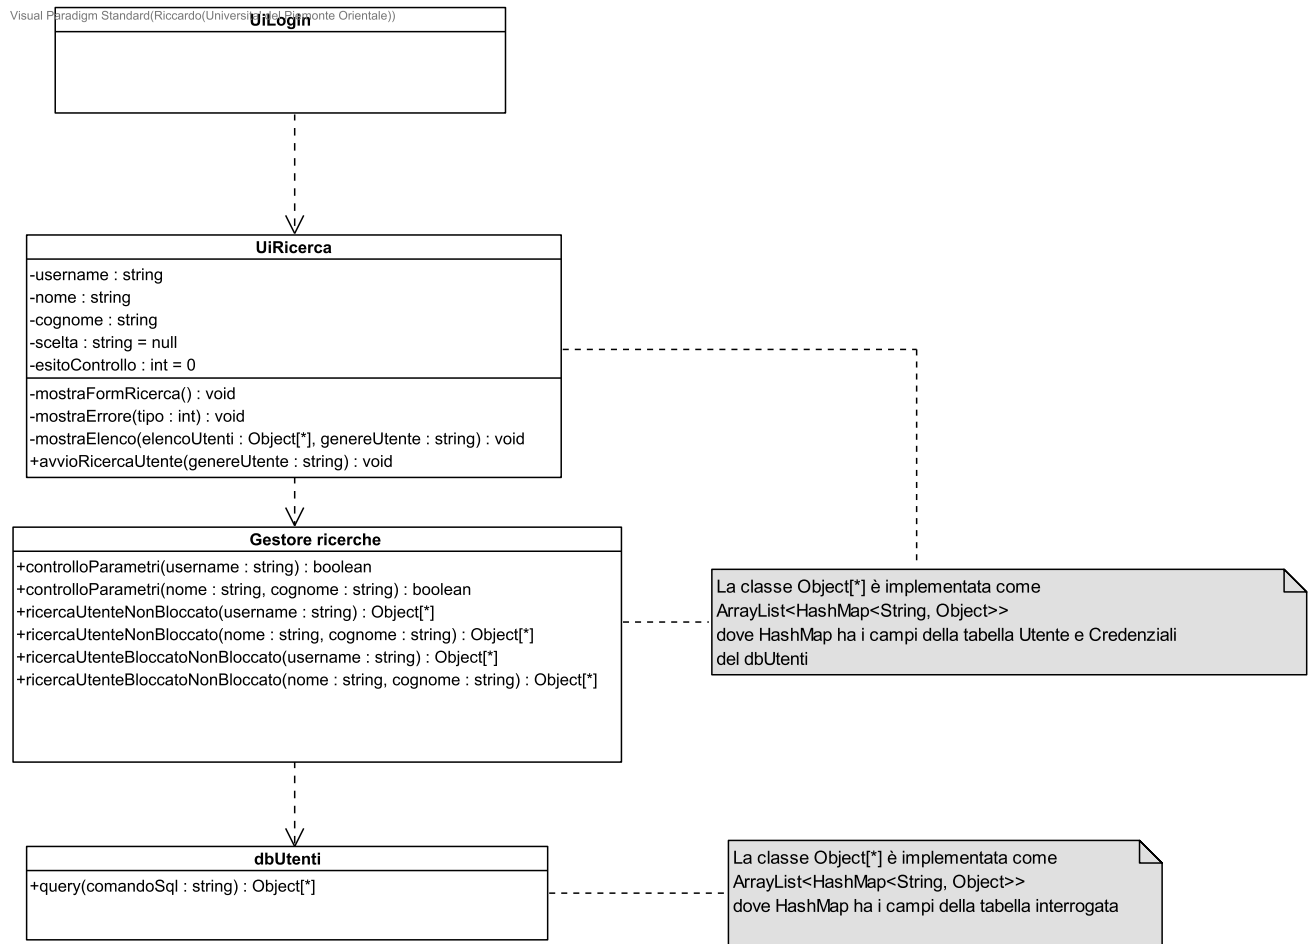 Visual Paradigm Standard(Riccardo(Universita del Piemonte Orientale))
UiLogin
UiRicerca
-username : string
-nome : string
-cognome : string
-scelta : string = null
-esitoControllo : int = 0
-mostraFormRicerca() : void
-mostraErrore(tipo : int) : void
-mostraElenco(elencoUtenti : Object[*], genereUtente : string) : void
+avvioRicercaUtente(genereUtente : string) : void
Gestore ricerche
+controlloParametri(username : string) : boolean
+controlloParametri(nome : string, cognome : string) : boolean
+ricercaUtenteNonBloccato(username : string) : Object[*]
+ricercaUtenteNonBloccato(nome : string, cognome : string) : Object[*]
+ricercaUtenteBloccatoNonBloccato(username : string) : Object[*]
+ricercaUtenteBloccatoNonBloccato(nome : string, cognome : string) : Object[*]
La classe Object[*] è implementata come
ArrayList<HashMap<String, Object>>
dove HashMap ha i campi della tabella Utente e Credenziali
del dbUtenti
dbUtenti
+query(comandoSql : string) : Object[*]
La classe Object[*] è implementata come
ArrayList<HashMap<String, Object>>
dove HashMap ha i campi della tabella interrogata